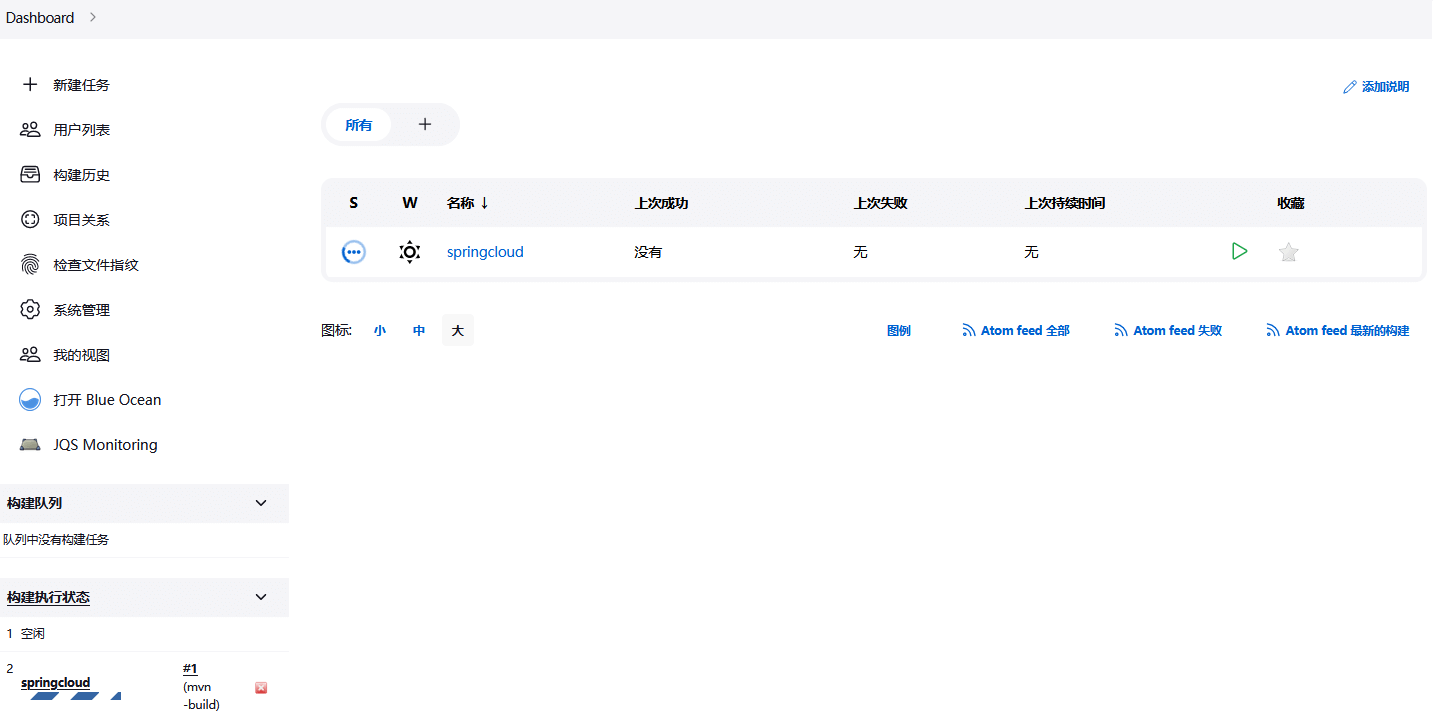 Dashboard
新建任务
用户列表
构建历史
项目关系
检查文件指纹
系统管理
我的视图
打开 Blue Ocean
JQS Monitoring
构建队列
队列中没有构建任务
构建执行状态
1 空闲
2 springcloud #1
(mvn
-build)
添加说明
所有 +
S W 名称 ↓ 上次成功 上次失败 上次持续时间 收藏
springcloud 没有 无 无
图标: 小 中 大 图例 Atom feed 全部 Atom feed 失败 Atom feed 最新的构建